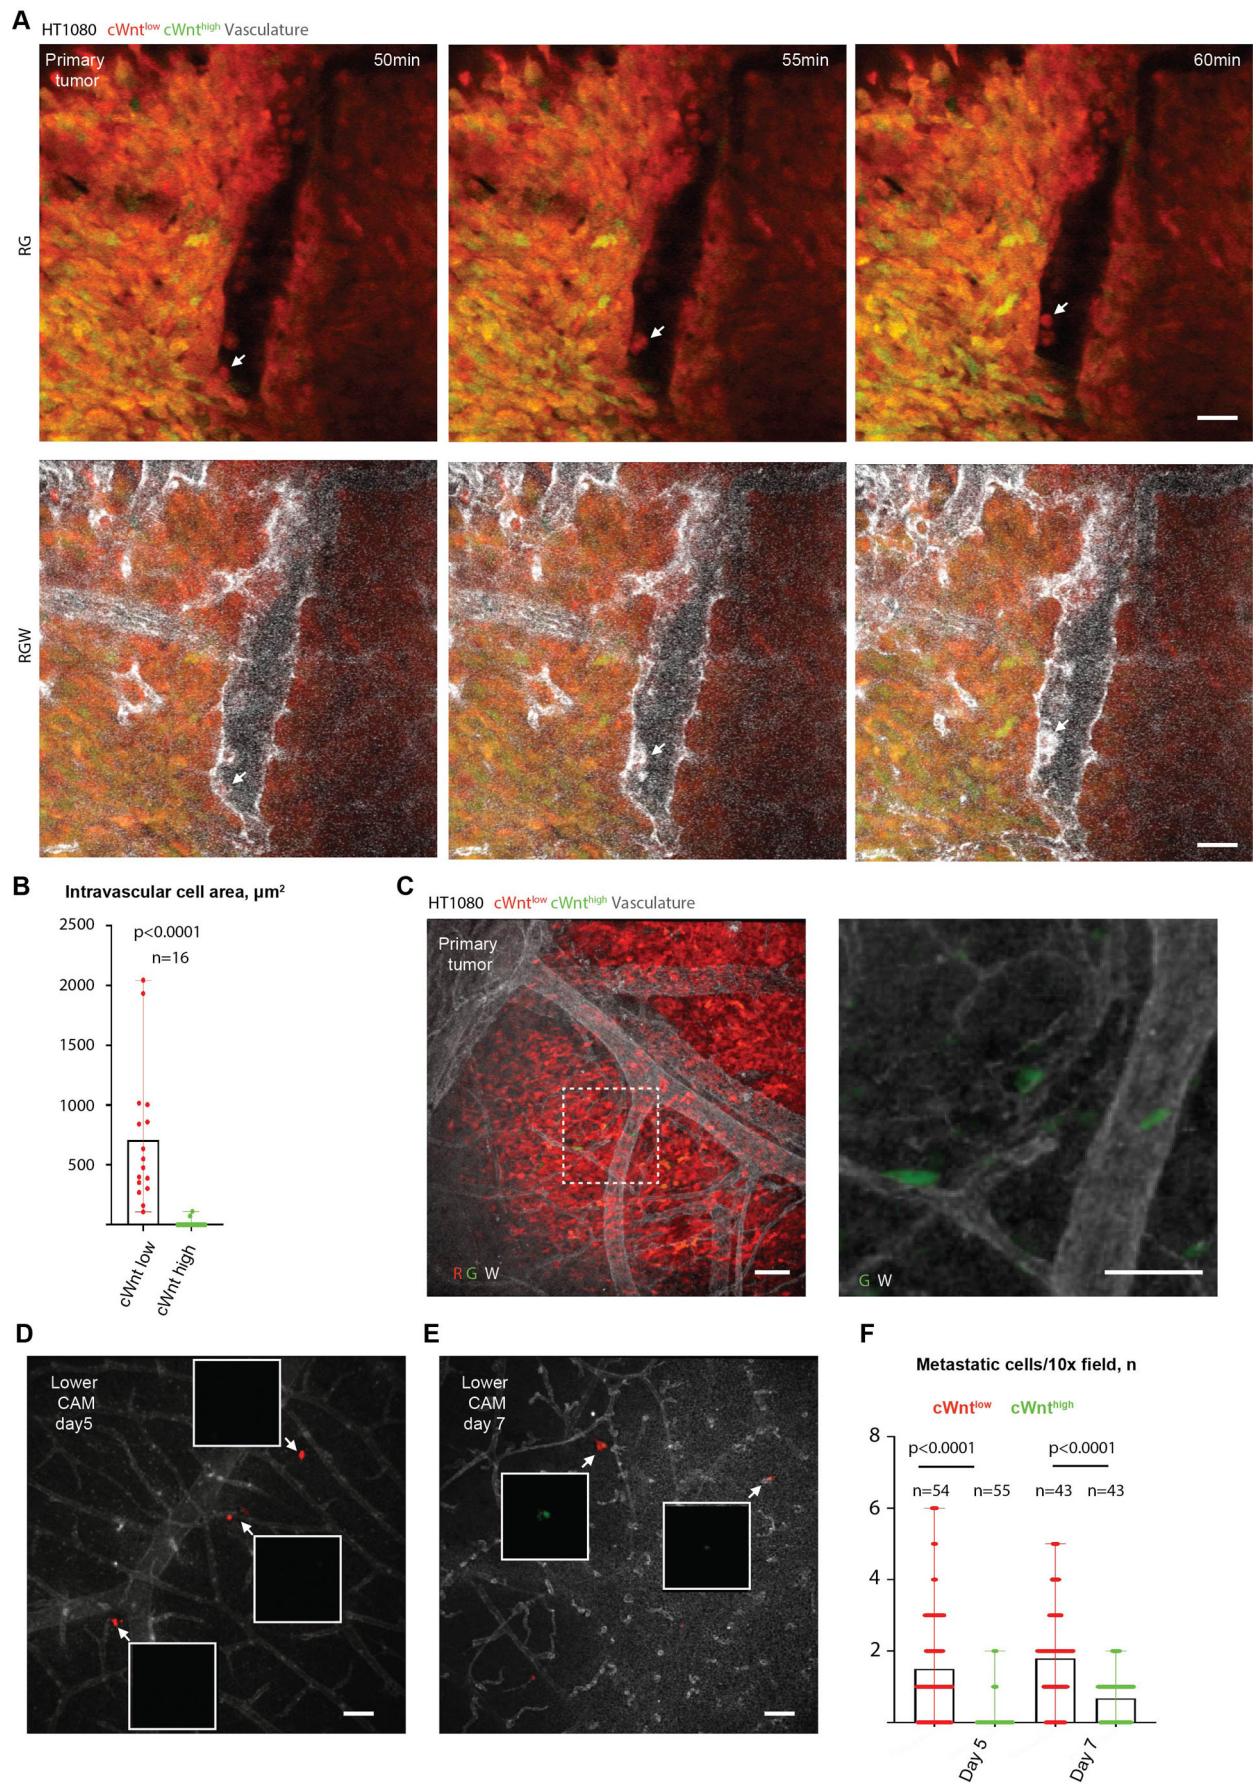 A
HT1080 cWntlow cWnthigh Vasculature
Primary
tumor
50min
55min
60min
RG
RGW
B
Intravascular cell area, µm2
2500
p<0.0001
n=16
2000
1500
1000
500
cWnt low
cWnt high
C
HT1080 cWntlow cWnthigh Vasculature
Primary
tumor
R G W
G W
D
Lower
CAM
day5
E
Lower
CAM
day 7
F
Metastatic cells/10x field, n
cWntlow cWnthigh
8
p<0.0001 p<0.0001
n=54 n=55 n=43 n=43
6
4
2
Day 5
Day 7